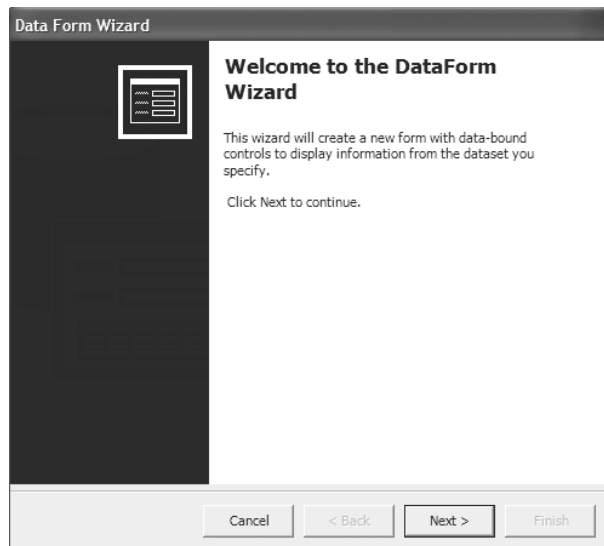 Data Form Wizard
Welcome to the DataForm
Wizard
This wizard will create a new form with data-bound
controls to display information from the dataset you
specify.
Click Next to continue.
Cancel
< Back
Next >
Finish